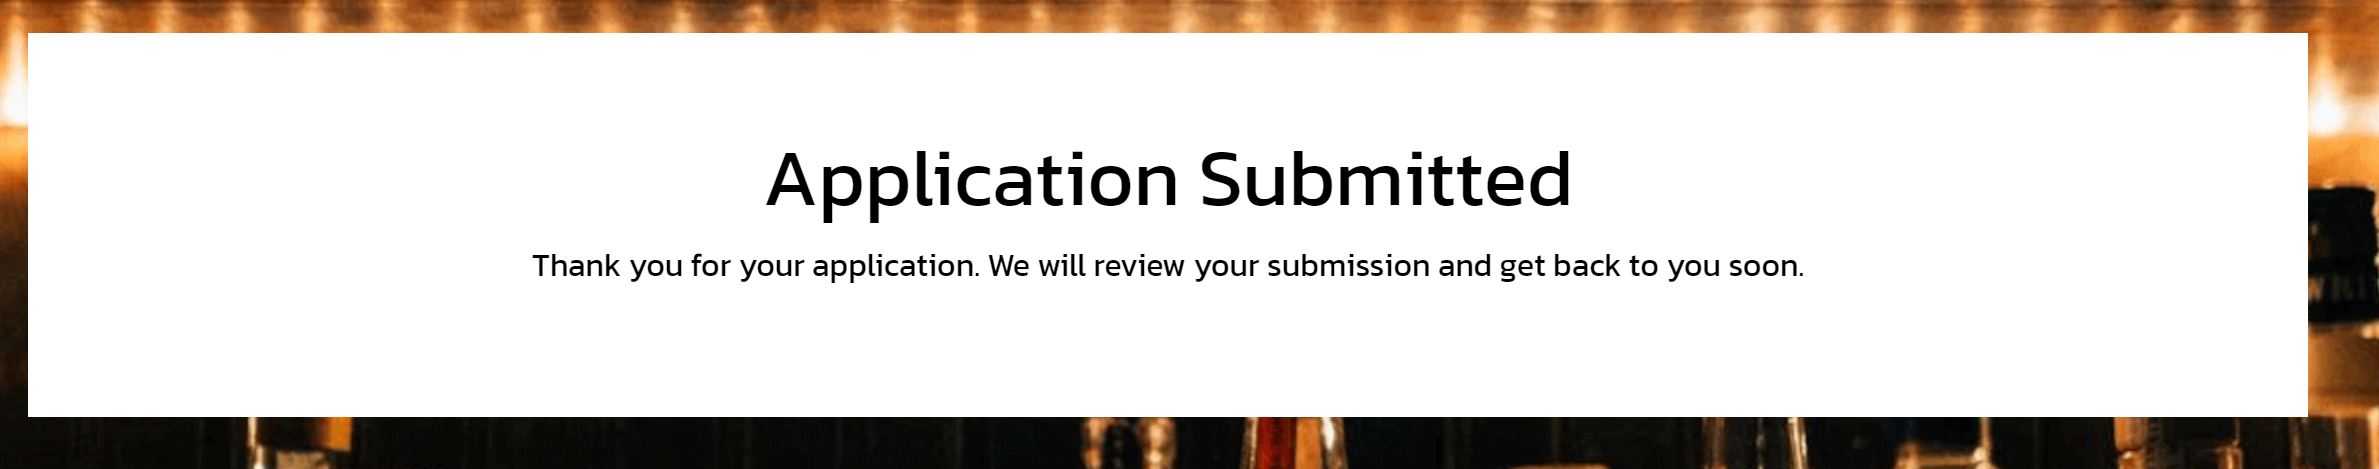 Application Submitted
Thank you for your application. We will review your submission and get back to you soon.